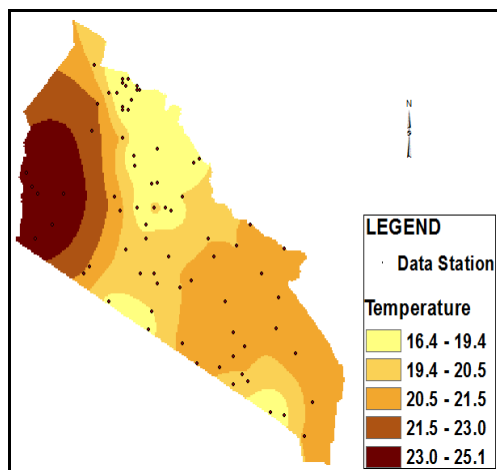 N
S
LEGEND
Data Station
Temperature
16.4 - 19.4
19.4 - 20.5
20.5 - 21.5
21.5 - 23.0
23.0 - 25.1